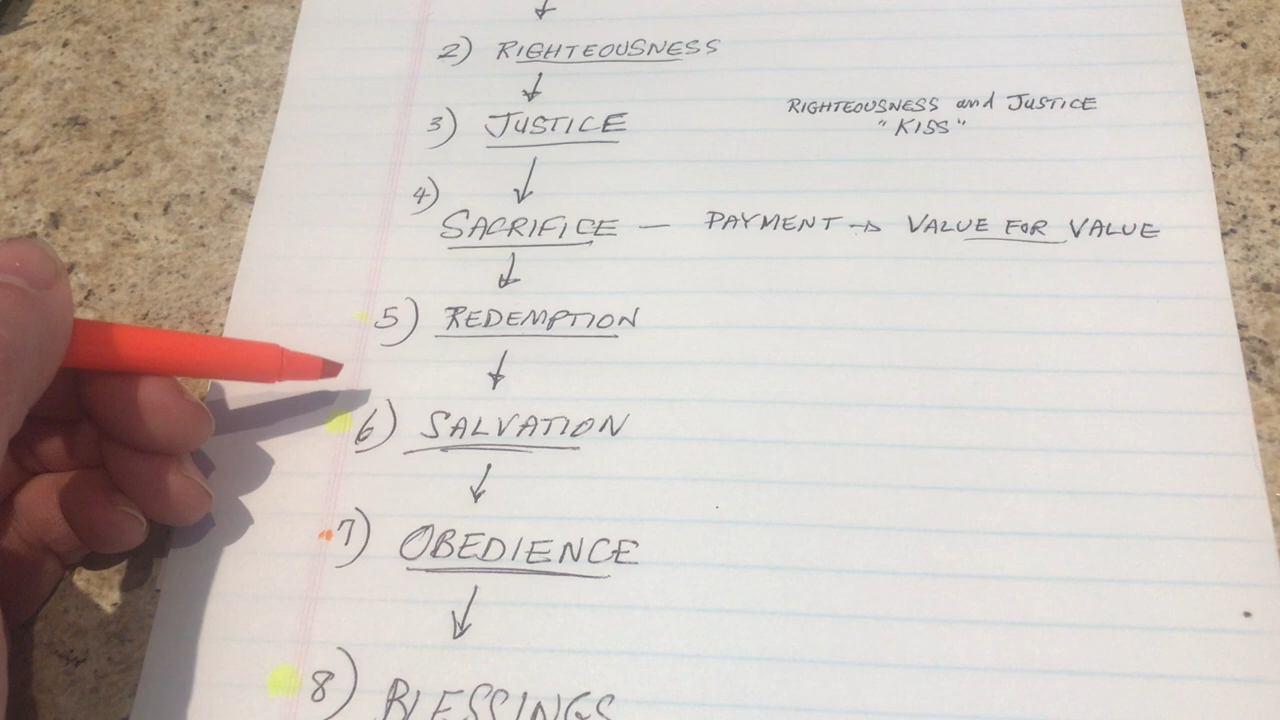 2) RIGHTEOUSNESS
3) JUSTICE
RIGHTEOUSNESS and JUSTICE
"KISS"
4) SACRIFICE — PAYMENT → VALUE FOR VALUE
5) REDEMPTION
6) SALVATION
7) OBEDIENCE
8) BLESSINGS